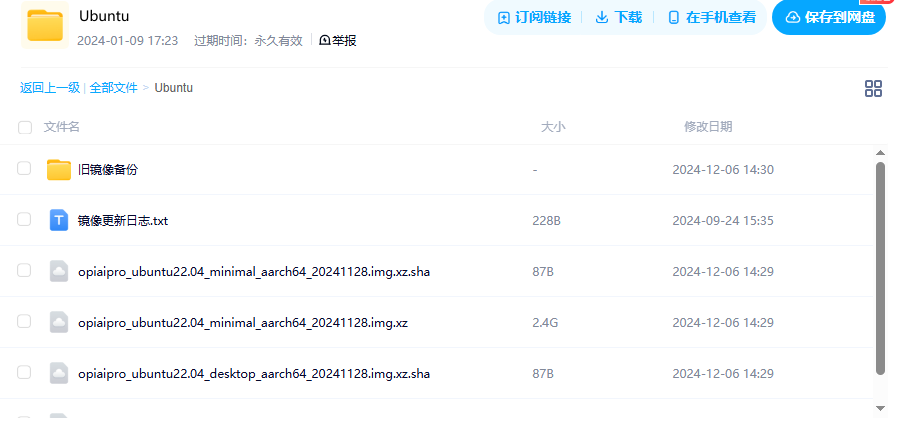 Ubuntu
2024-01-09 17:23 过期时间：永久有效 举报
订阅链接 下载 在手机查看 保存到网盘
返回上一级 | 全部文件 > Ubuntu
文件名 大小 修改日期
旧镜像备份 - 2024-12-06 14:30
镜像更新日志.txt 228B 2024-09-24 15:35
opiaipro_ubuntu22.04_minimal_aarch64_20241128.img.xz.sha 87B 2024-12-06 14:29
opiaipro_ubuntu22.04_minimal_aarch64_20241128.img.xz 2.4G 2024-12-06 14:29
opiaipro_ubuntu22.04_desktop_aarch64_20241128.img.xz.sha 87B 2024-12-06 14:29